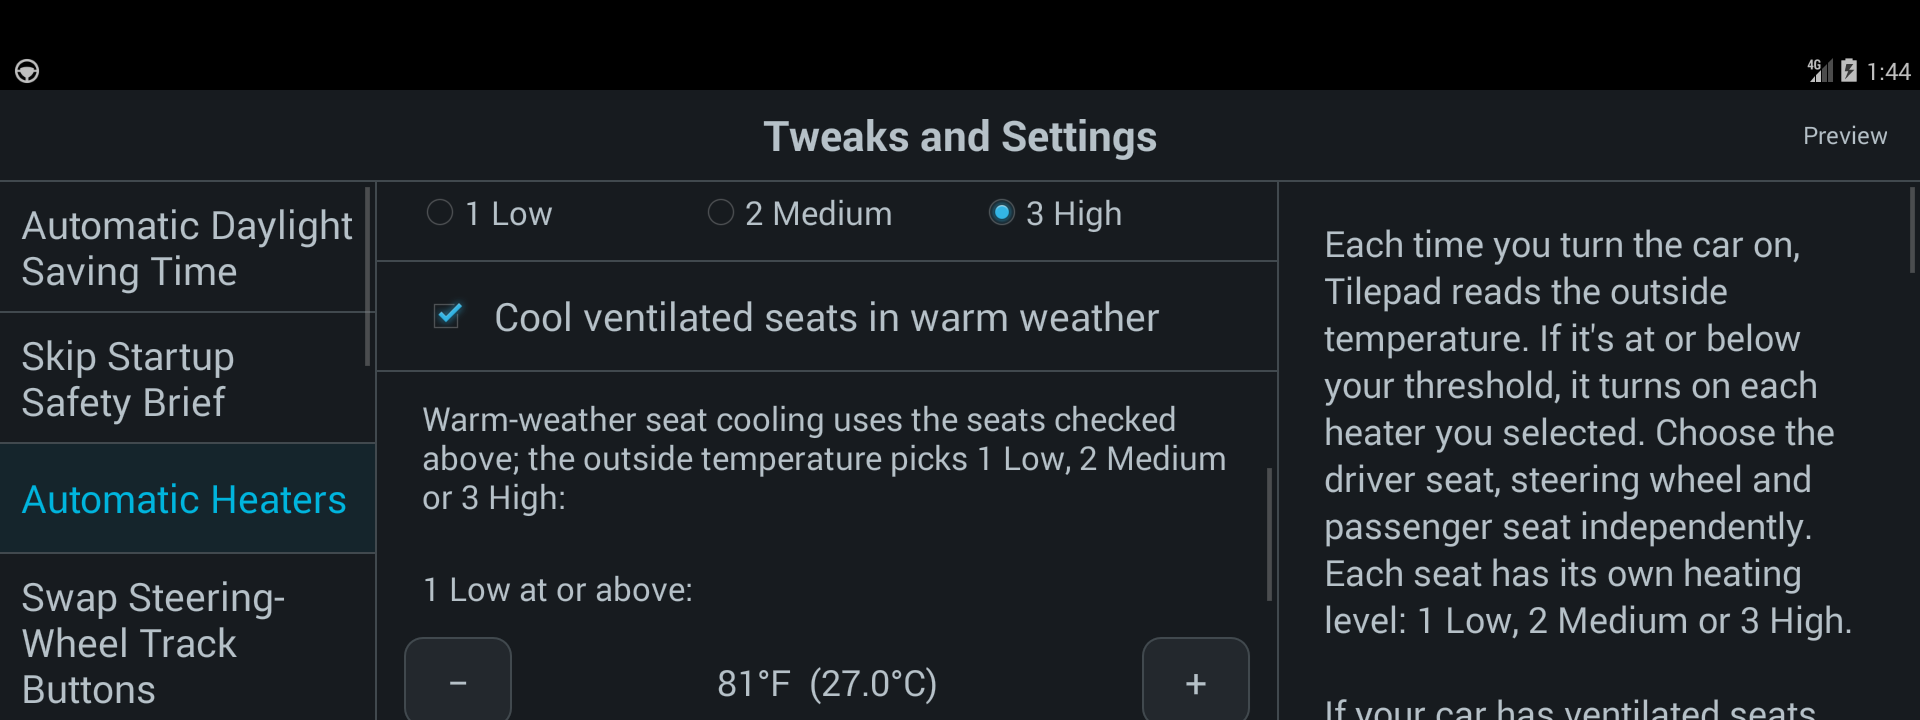 4G 1:44
Tweaks and Settings
Preview
Automatic Daylight
Saving Time
Skip Startup
Safety Brief
Automatic Heaters
Swap Steering-
Wheel Track
Buttons
1 Low 2 Medium 3 High
Cool ventilated seats in warm weather
Warm-weather seat cooling uses the seats checked
above; the outside temperature picks 1 Low, 2 Medium
or 3 High:
1 Low at or above:
− 81°F (27.0°C) +
Each time you turn the car on,
Tilepad reads the outside
temperature. If it's at or below
your threshold, it turns on each
heater you selected. Choose the
driver seat, steering wheel and
passenger seat independently.
Each seat has its own heating
level: 1 Low, 2 Medium or 3 High.
If your car has ventilated seats